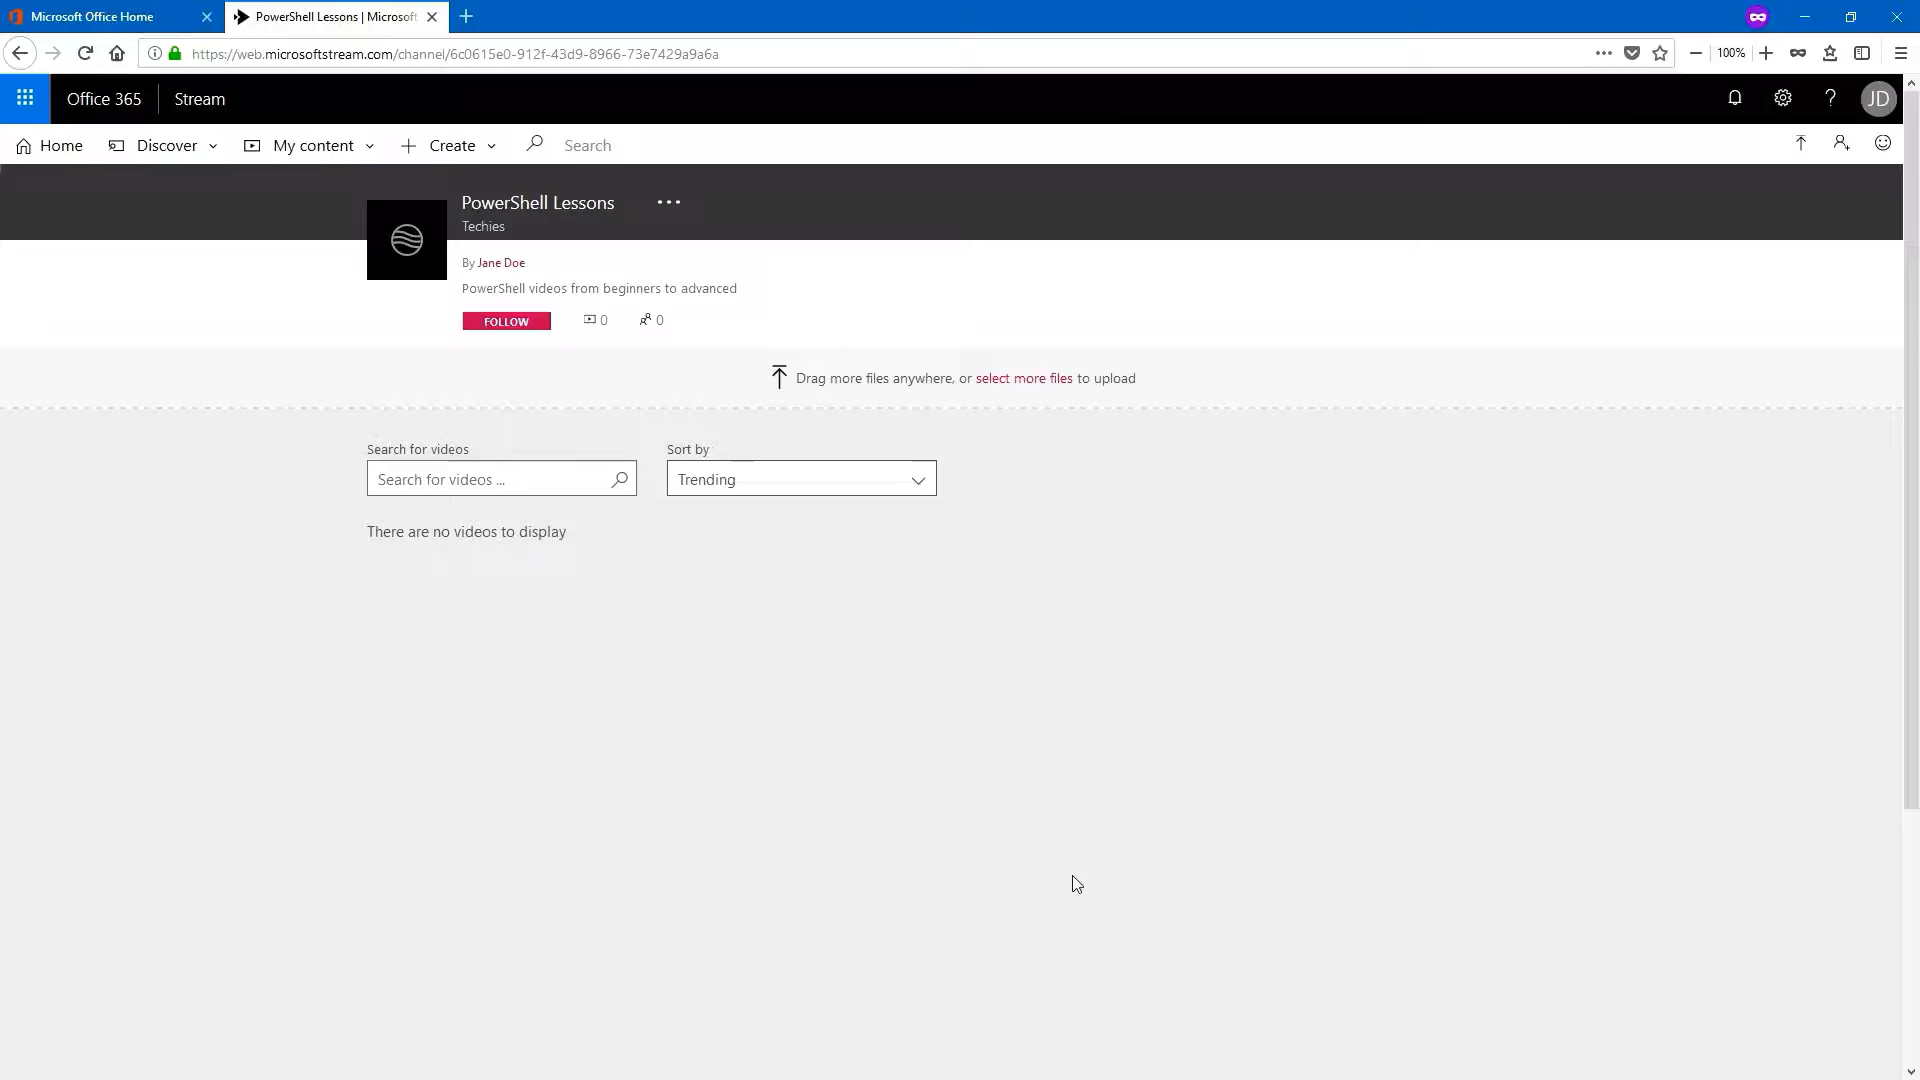 Microsoft Office Home
PowerShell Lessons | Microsoft
https://web.microsoftstream.com/channel/6c0615e0-912f-43d9-8966-73e7429a9a6a
100%
Office 365
Stream
JD
Home
Discover
My content
Create
Search
PowerShell Lessons
Techies
By Jane Doe
PowerShell videos from beginners to advanced
FOLLOW
0
0
Drag more files anywhere, or select more files to upload
Search for videos
Sort by
Search for videos ...
Trending
There are no videos to display